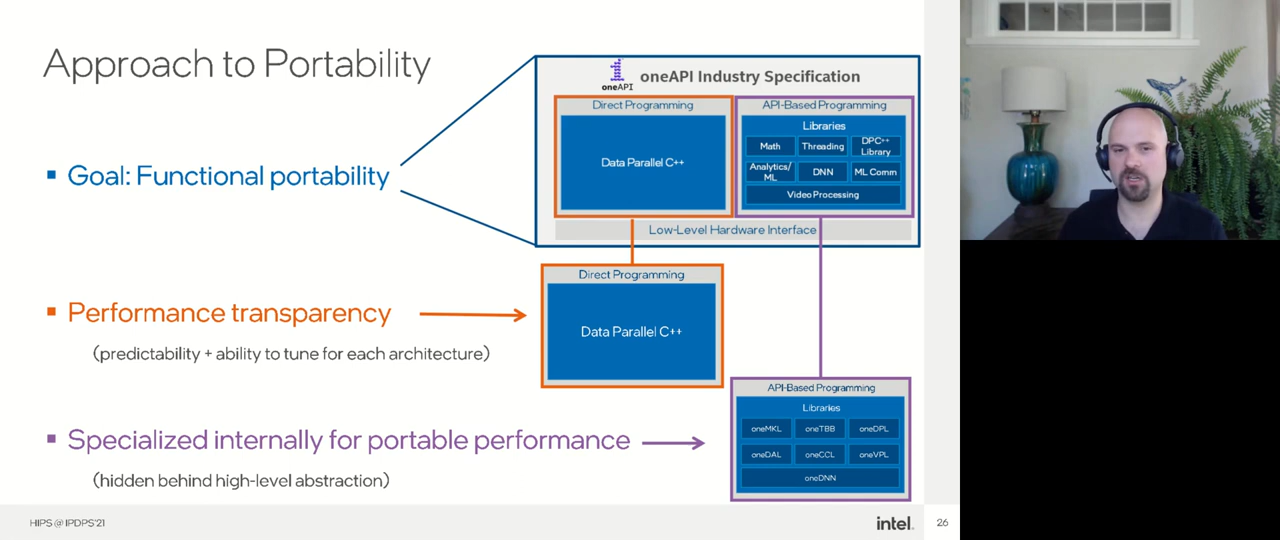 Approach to Portability
▪ Goal: Functional portability
oneAPI
oneAPI Industry Specification
Direct Programming
Data Parallel C++
API-Based Programming
Libraries
Math
Threading
DPC++
Library
Analytics/
ML
DNN
ML Comm
Video Processing
Low-Level Hardware Interface
▪ Performance transparency
(predictability + ability to tune for each architecture)
Direct Programming
Data Parallel C++
▪ Specialized internally for portable performance
(hidden behind high-level abstraction)
API-Based Programming
Libraries
oneMKL
oneTBB
oneDPL
oneDAL
oneCCL
oneVPL
oneDNN
HIPS @ IPDPS'21
intel.
26